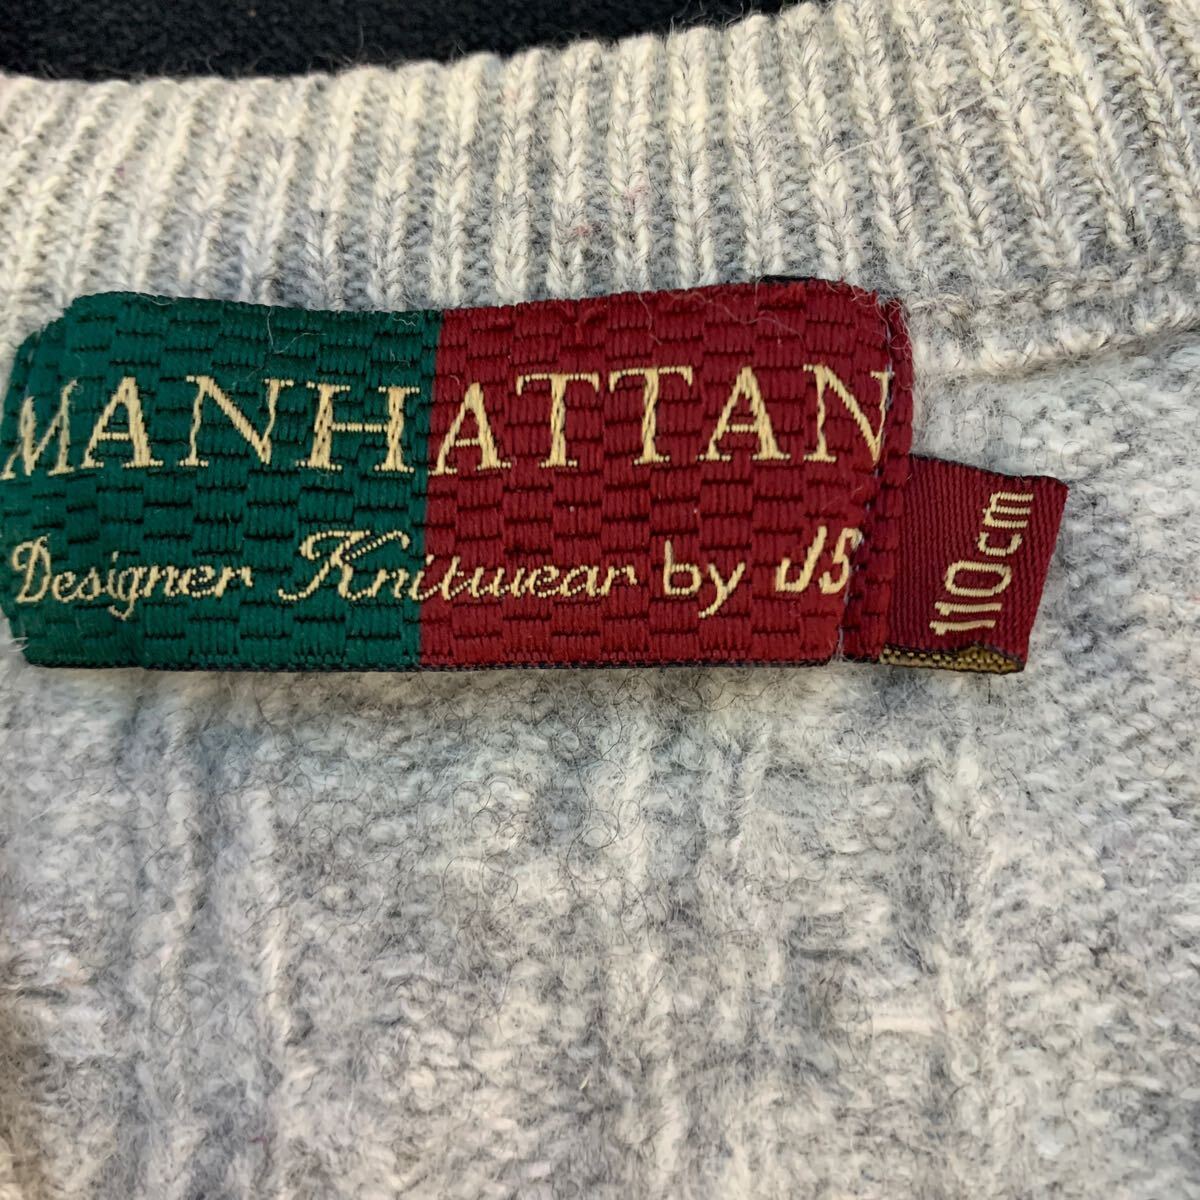 MANHATTAN
Designer Knitwear by JS
110cm